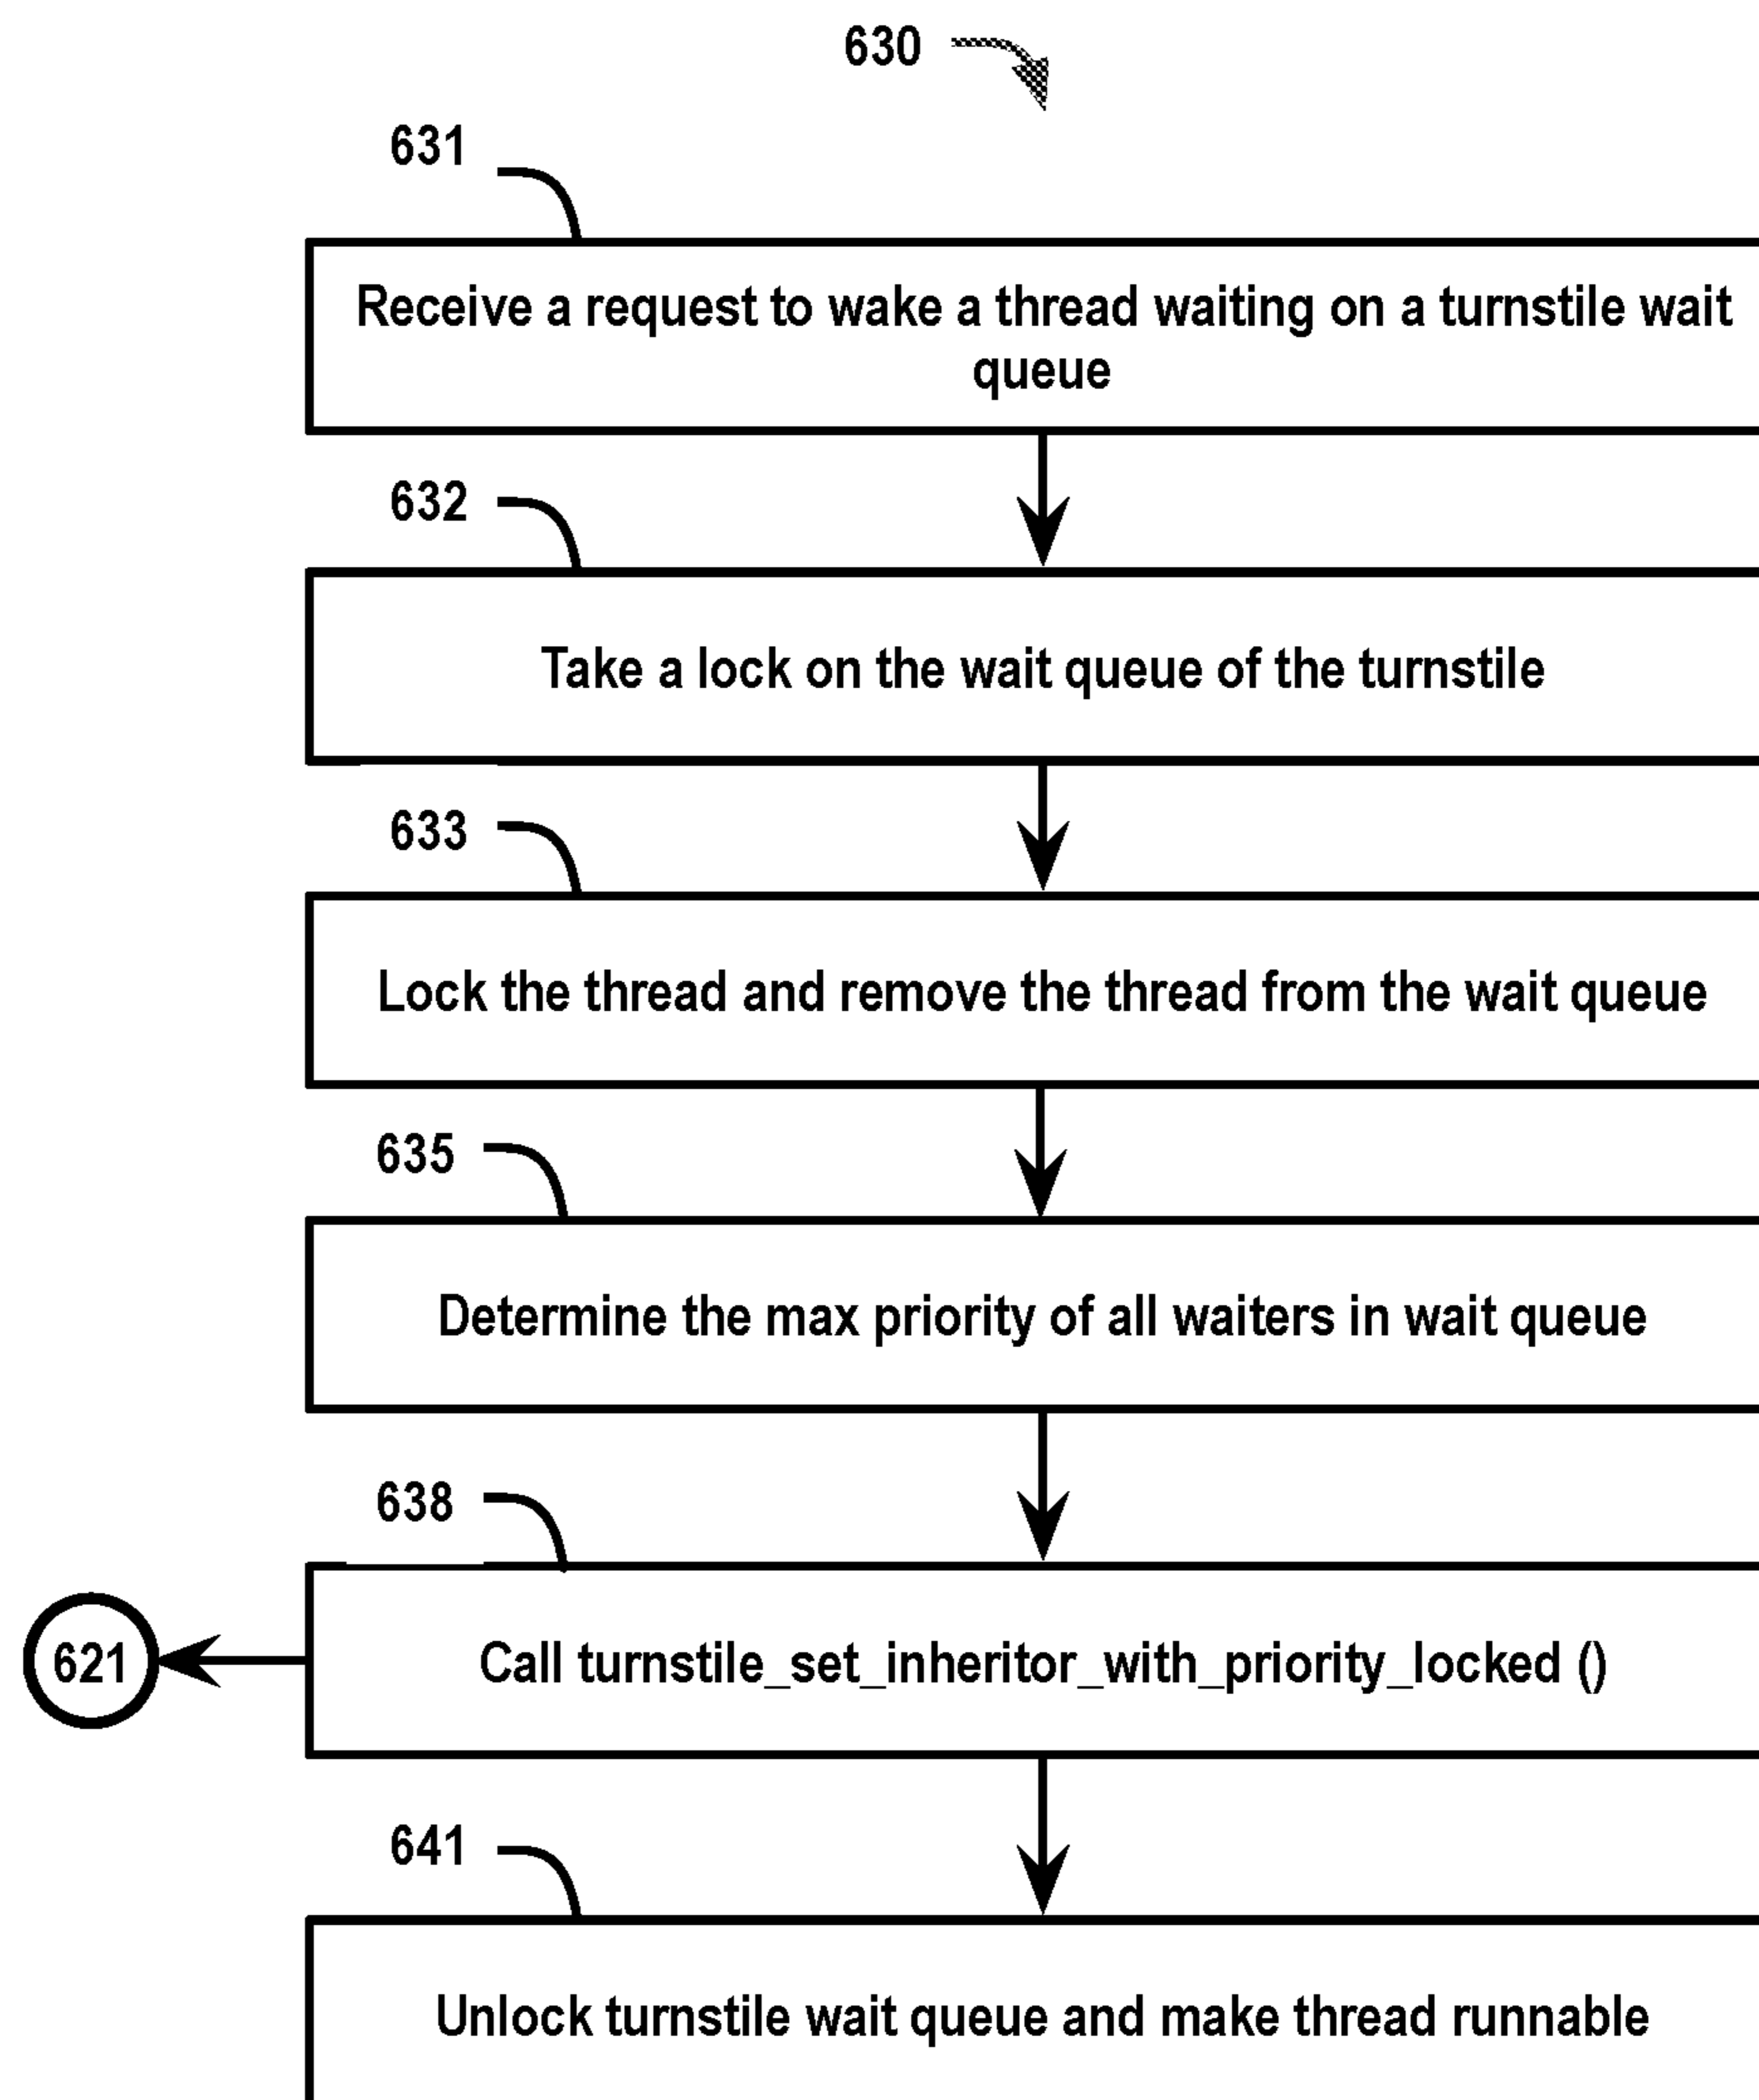 630
631
Receive a request to wake a thread waiting on a turnstile wait
queue
632
Take a lock on the wait queue of the turnstile
633
Lock the thread and remove the thread from the wait queue
635
Determine the max priority of all waiters in wait queue
638
621
Call turnstile_set_inheritor_with_priority_locked ()
641
Unlock turnstile wait queue and make thread runnable